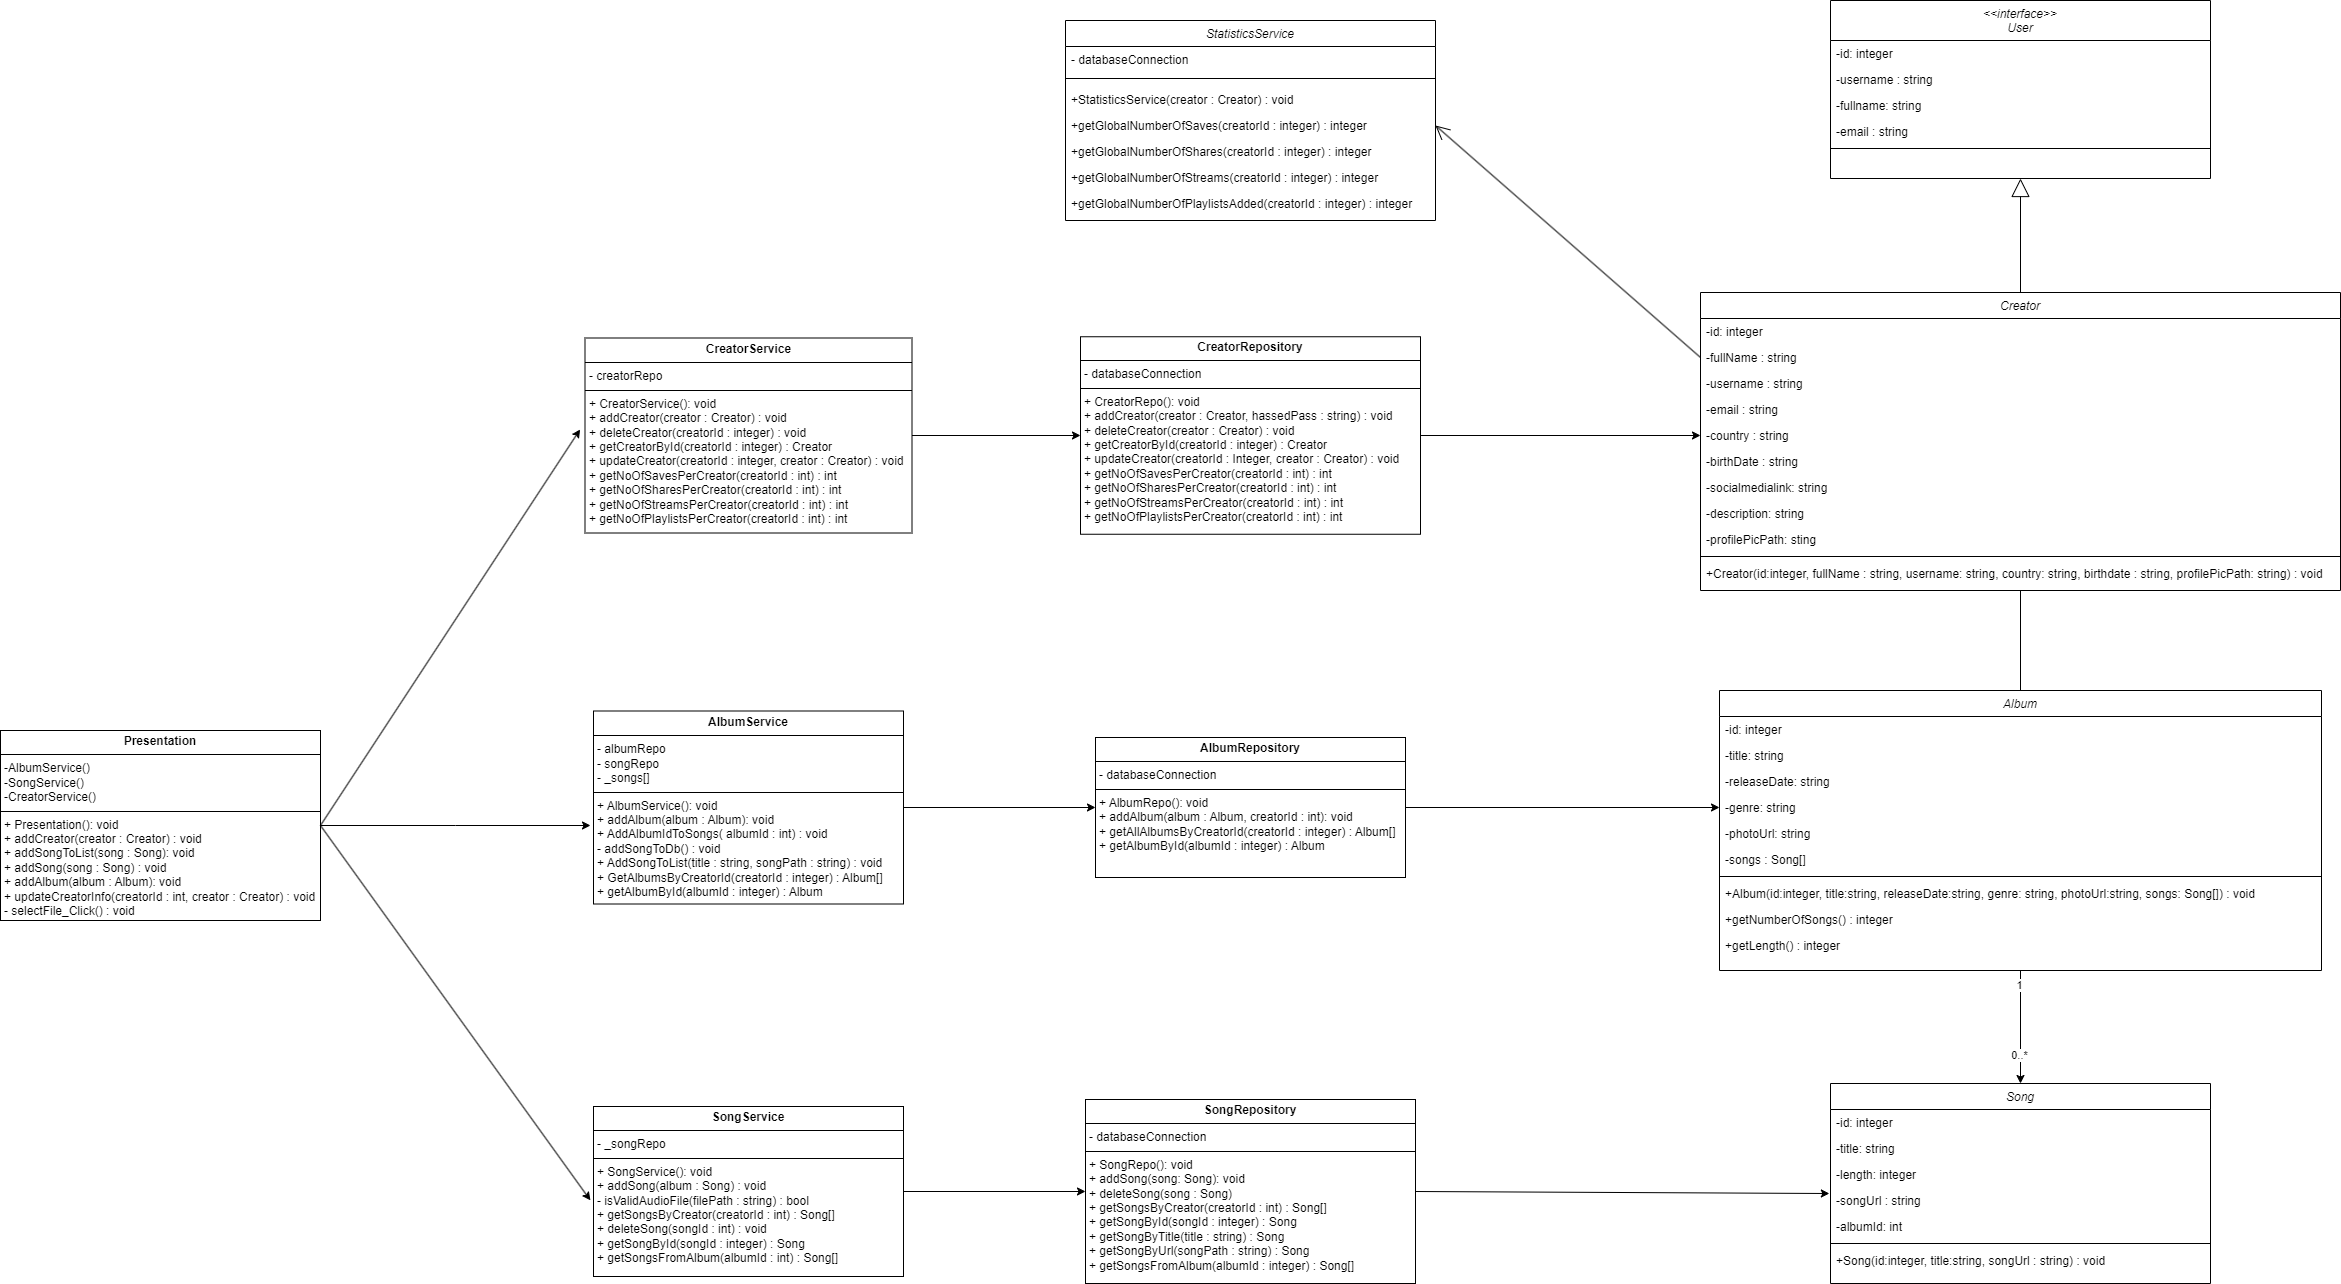 StatisticsService
- databaseConnection
+StatisticsService(creator : Creator) : void
+getGlobalNumberOfSaves(creatorId : integer) : integer
+getGlobalNumberOfShares(creatorId : integer) : integer
+getGlobalNumberOfStreams(creatorId : integer) : integer
+getGlobalNumberOfPlaylistsAdded(creatorId : integer) : integer
<<interface>>
User
-id: integer
-username : string
-fullname: string
-email : string
Creator
-id: integer
-fullName : string
-username : string
-email : string
-country : string
-birthDate : string
-socialmedialink: string
-description: string
-profilePicPath: sting
+Creator(id:integer, fullName : string, username: string, country: string, birthdate : string, profilePicPath: string) : void
CreatorService
- creatorRepo
+ CreatorService(): void
+ addCreator(creator : Creator) : void
+ deleteCreator(creatorId : integer) : void
+ getCreatorById(creatorId : integer) : Creator
+ updateCreator(creatorId : integer, creator : Creator) : void
+ getNoOfSavesPerCreator(creatorId : int) : int
+ getNoOfSharesPerCreator(creatorId : int) : int
+ getNoOfStreamsPerCreator(creatorId : int) : int
+ getNoOfPlaylistsPerCreator(creatorId : int) : int
CreatorRepository
- databaseConnection
+ CreatorRepo(): void
+ addCreator(creator : Creator, hassedPass : string) : void
+ deleteCreator(creator : Creator) : void
+ getCreatorById(creatorId : integer) : Creator
+ updateCreator(creatorId : Integer, creator : Creator) : void
+ getNoOfSavesPerCreator(creatorId : int) : int
+ getNoOfSharesPerCreator(creatorId : int) : int
+ getNoOfStreamsPerCreator(creatorId : int) : int
+ getNoOfPlaylistsPerCreator(creatorId : int) : int
Presentation
-AlbumService()
-SongService()
-CreatorService()
+ Presentation(): void
+ addCreator(creator : Creator) : void
+ addSongToList(song : Song): void
+ addSong(song : Song) : void
+ addAlbum(album : Album): void
+ updateCreatorInfo(creatorId : int, creator : Creator) : void
- selectFile_Click() : void
AlbumService
- albumRepo
- songRepo
- _songs[]
+ AlbumService(): void
+ addAlbum(album : Album): void
+ AddAlbumIdToSongs( albumId : int) : void
- addSongToDb() : void
+ AddSongToList(title : string, songPath : string) : void
+ GetAlbumsByCreatorId(creatorId : integer) : Album[]
+ getAlbumById(albumId : integer) : Album
AlbumRepository
- databaseConnection
+ AlbumRepo(): void
+ addAlbum(album : Album, creatorId : int): void
+ getAllAlbumsByCreatorId(creatorId : integer) : Album[]
+ getAlbumById(albumId : integer) : Album
Album
-id: integer
-title: string
-releaseDate: string
-genre: string
-photoUrl: string
-songs : Song[]
+Album(id:integer, title:string, releaseDate:string, genre: string, photoUrl:string, songs: Song[]) : void
+getNumberOfSongs() : integer
+getLength() : integer
1
0..*
SongService
- _songRepo
+ SongService(): void
+ addSong(album : Song) : void
- isValidAudioFile(filePath : string) : bool
+ getSongsByCreator(creatorId : int) : Song[]
+ deleteSong(songId : int) : void
+ getSongById(songId : integer) : Song
+ getSongsFromAlbum(albumId : int) : Song[]
SongRepository
- databaseConnection
+ SongRepo(): void
+ addSong(song: Song): void
+ deleteSong(song : Song)
+ getSongsByCreator(creatorId : int) : Song[]
+ getSongById(songId : integer) : Song
+ getSongByTitle(title : string) : Song
+ getSongByUrl(songPath : string) : Song
+ getSongsFromAlbum(albumId : integer) : Song[]
Song
-id: integer
-title: string
-length: integer
-songUrl : string
-albumId: int
+Song(id:integer, title:string, songUrl : string) : void